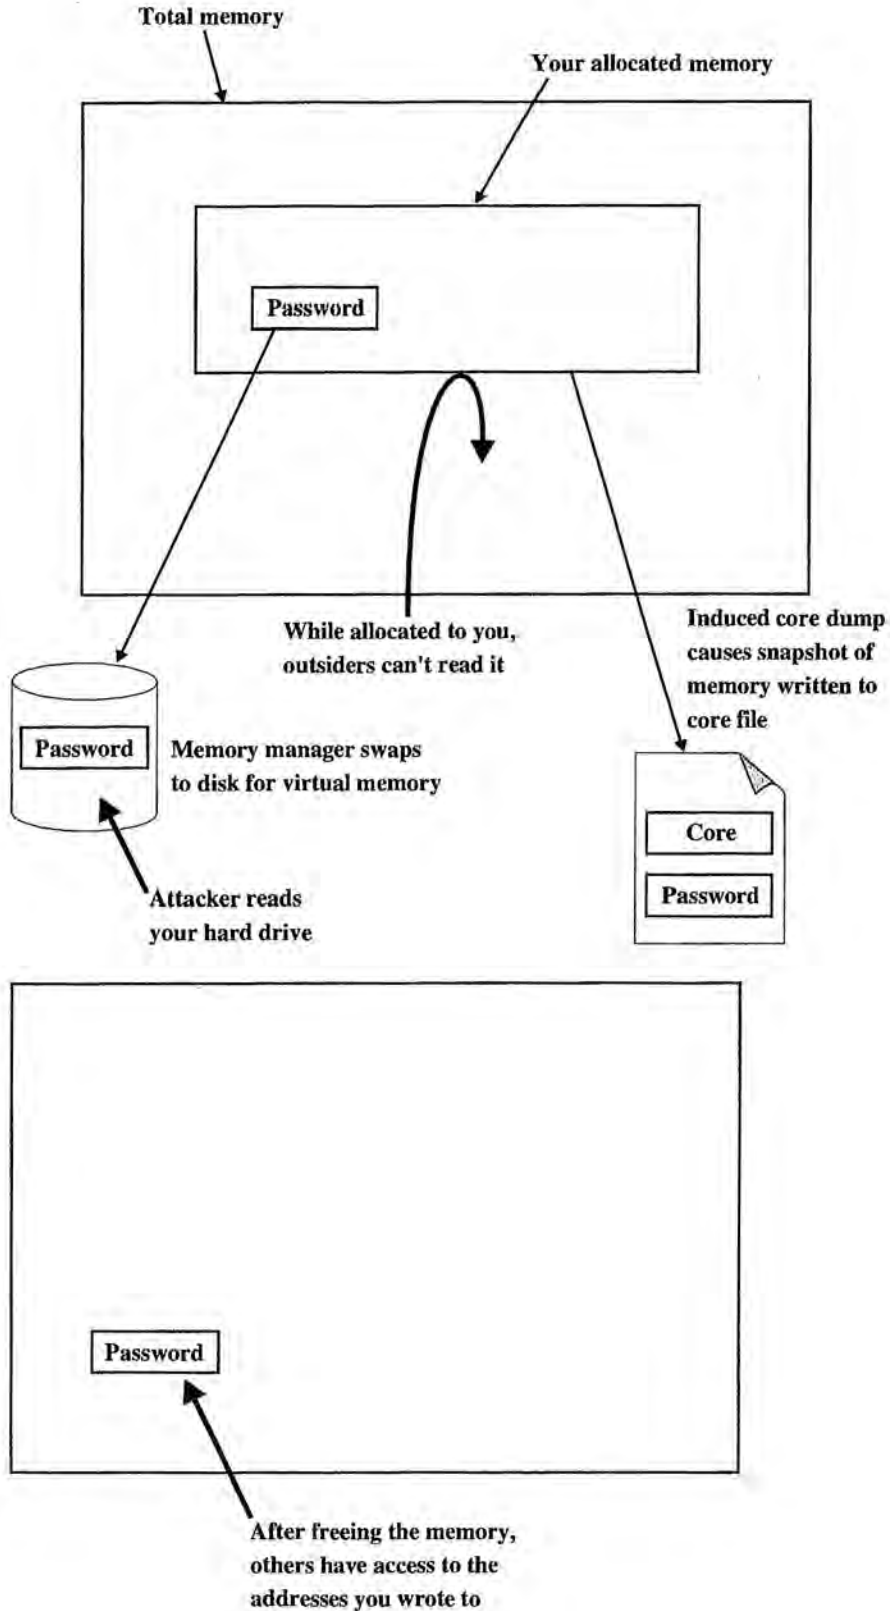 Total memory
Your allocated memory
Password
While allocated to you,
outsiders can't read it
Induced core dump
causes snapshot of
memory written to
core file
Password
Memory manager swaps
to disk for virtual memory
Core
Password
Attacker reads
your hard drive
Password
After freeing the memory,
others have access to the
addresses you wrote to